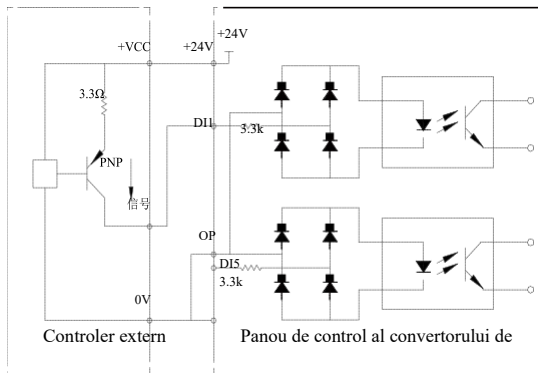 +24V
+VCC
+24V
3.3Ω
DI1
3.3k
PNP
信号
OP
DI5
3.3k
0V
Controler extern
Panou de control al convertorului de